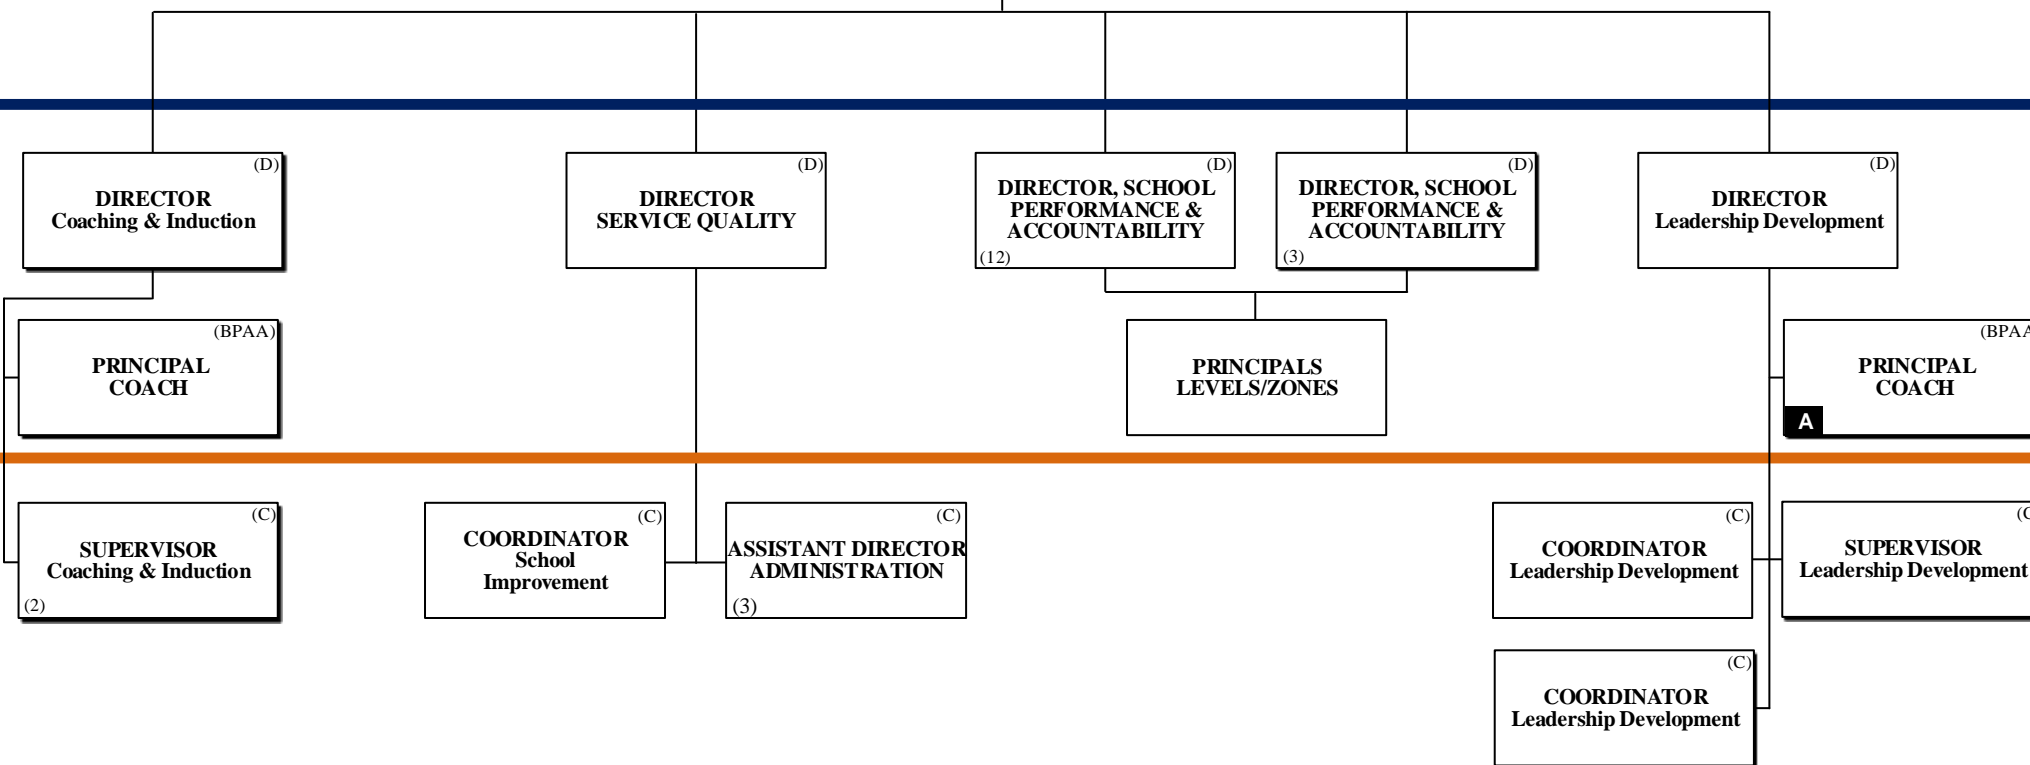 (D)
DIRECTOR
Coaching & Induction
(D)
DIRECTOR
SERVICE QUALITY
(D)
DIRECTOR, SCHOOL
PERFORMANCE &
ACCOUNTABILITY
(12)
(D)
DIRECTOR, SCHOOL
PERFORMANCE &
ACCOUNTABILITY
(3)
(D)
DIRECTOR
Leadership Development
(BPAA)
PRINCIPAL
COACH
PRINCIPALS
LEVELS/ZONES
(BPAA
PRINCIPAL
COACH
A
(C)
SUPERVISOR
Coaching & Induction
(2)
(C)
COORDINATOR
School
Improvement
(C)
ASSISTANT DIRECTOR
ADMINISTRATION
(3)
(C)
COORDINATOR
Leadership Development
(C
SUPERVISOR
Leadership Development
(C)
COORDINATOR
Leadership Development